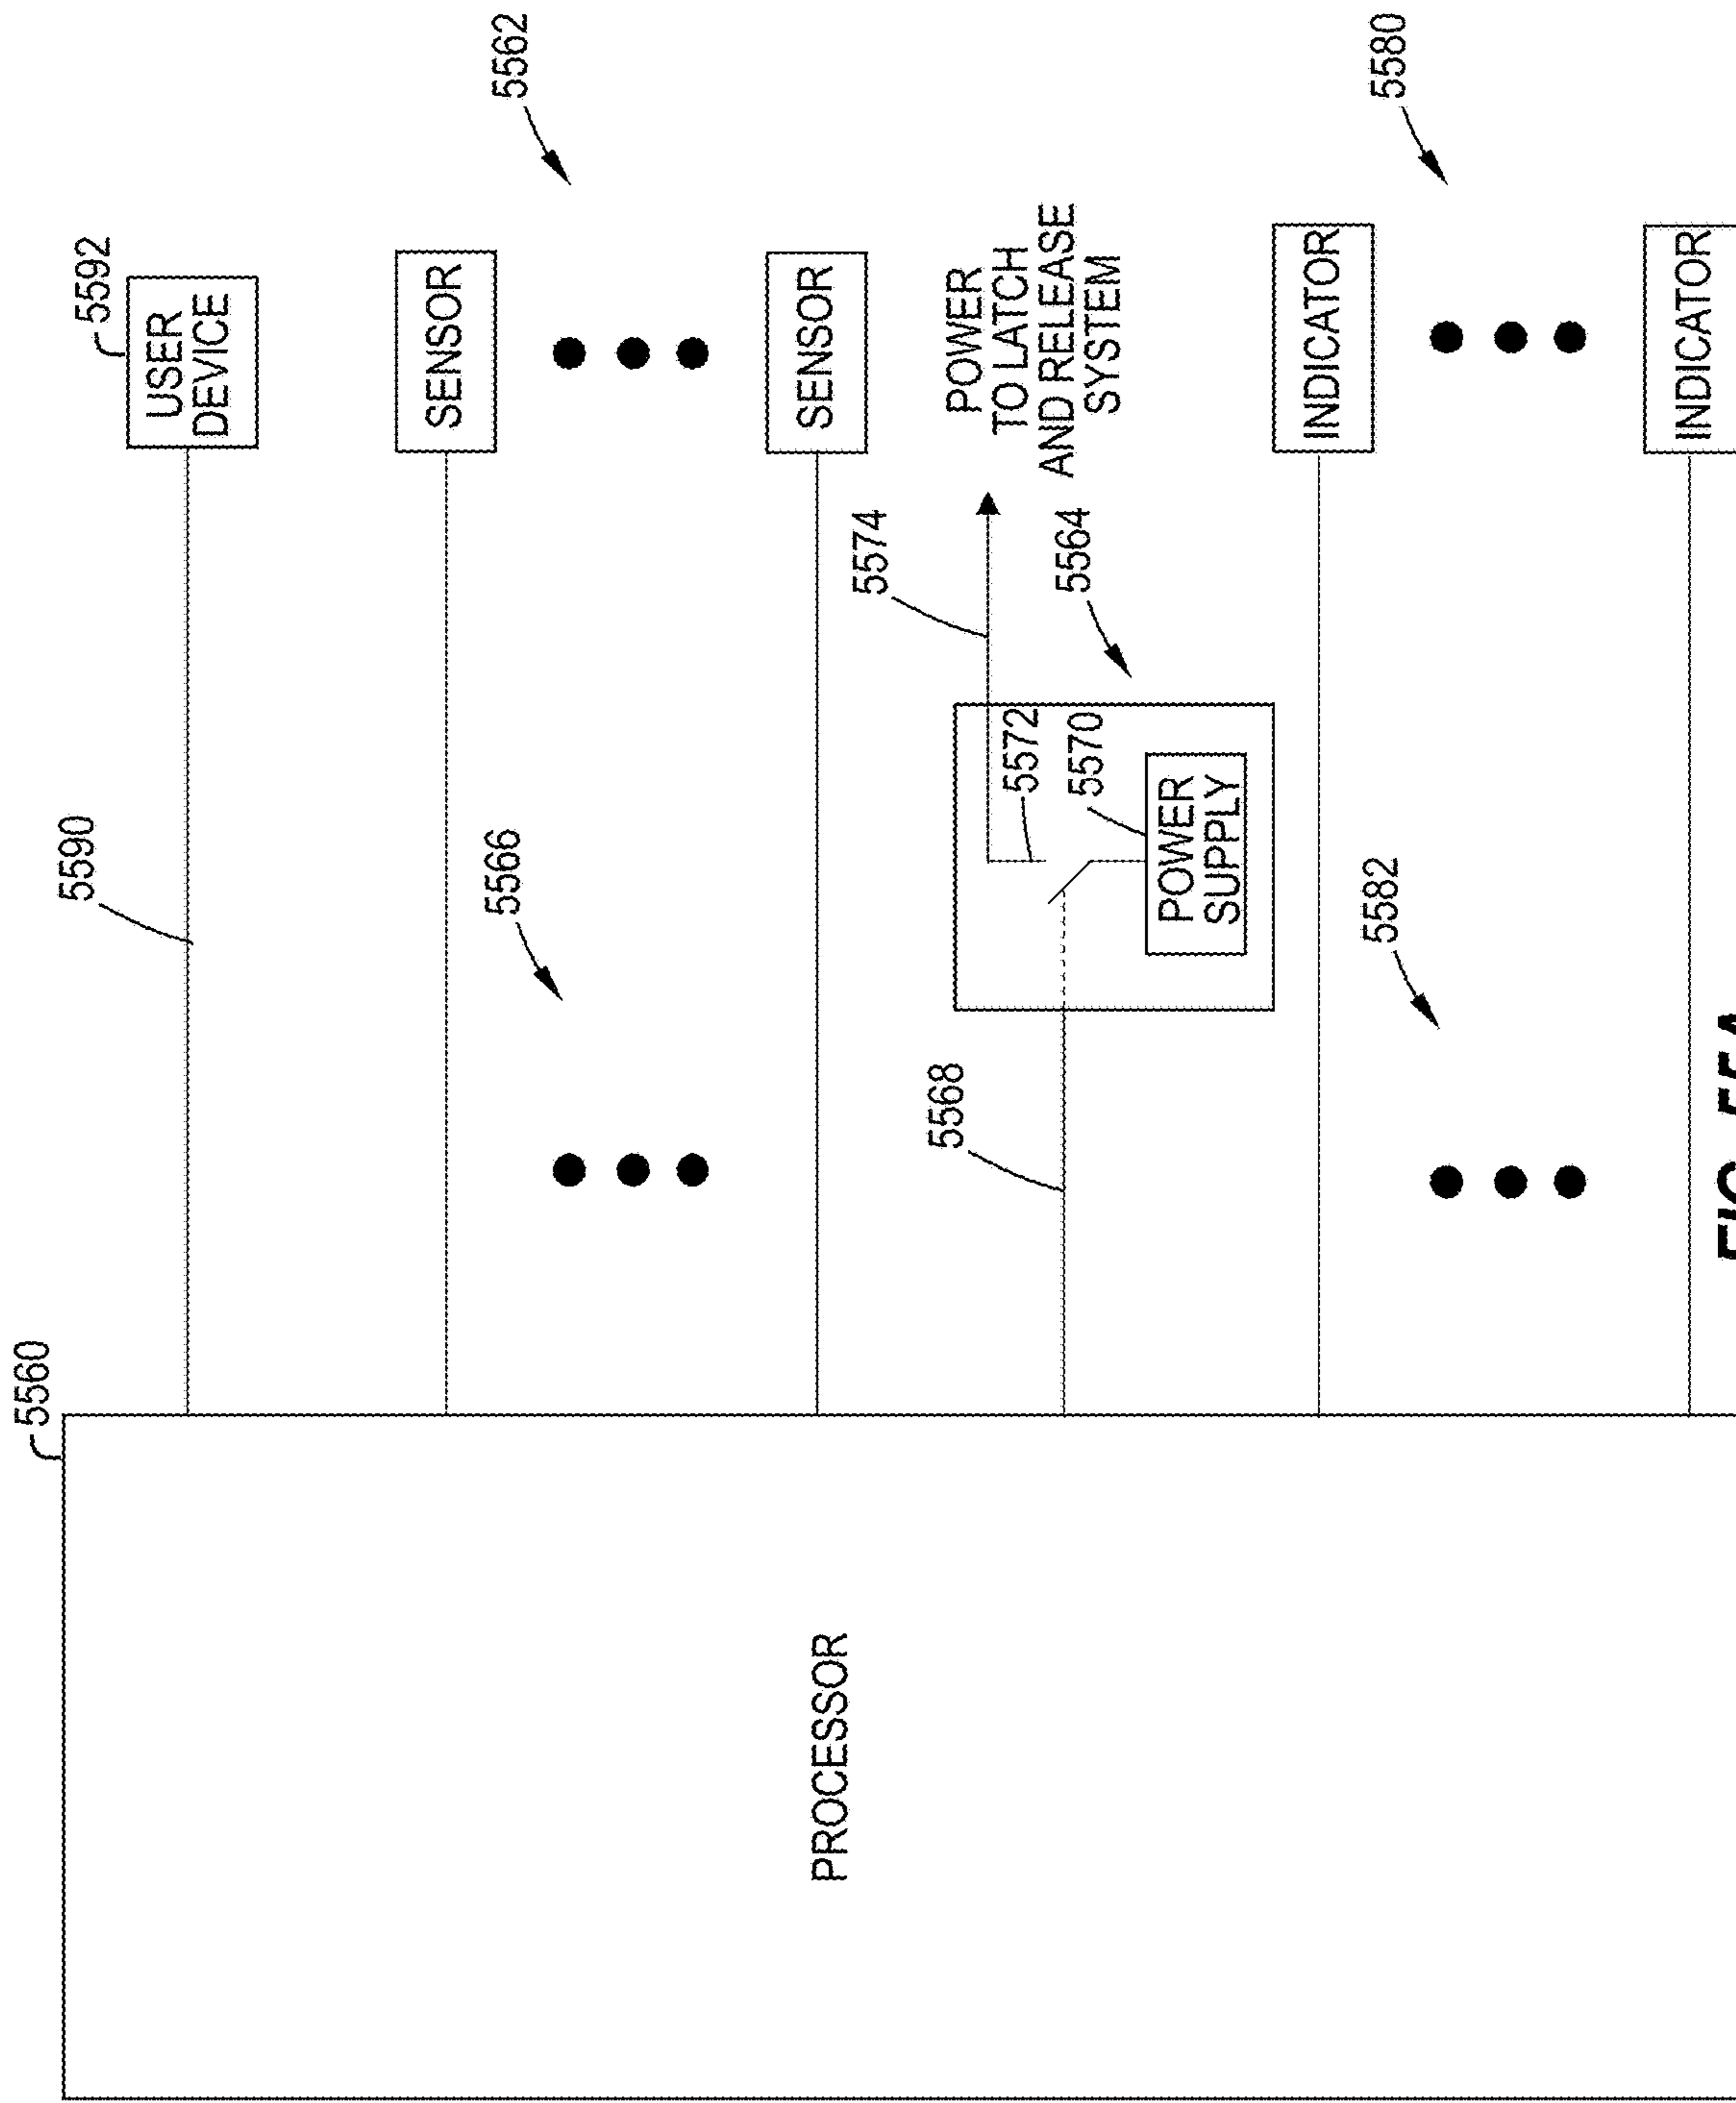 5560
PROCESSOR
5590
5592
USER
DEVICE
5566
SENSOR
5562
SENSOR
5568
5574
POWER
TO LATCH
AND RELEASE
SYSTEM
5564
5572
5570
POWER
SUPPLY
5582
INDICATOR
5580
INDICATOR